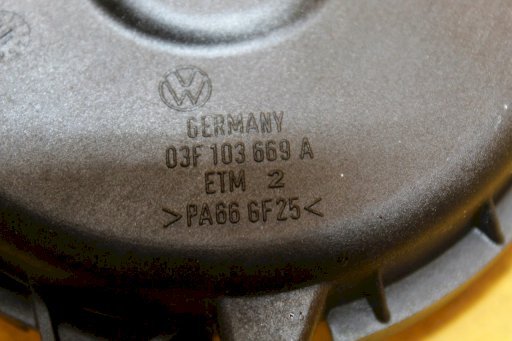 VW
GERMANY
03F 103 669 A
ETM 2
>PA66 GF25<